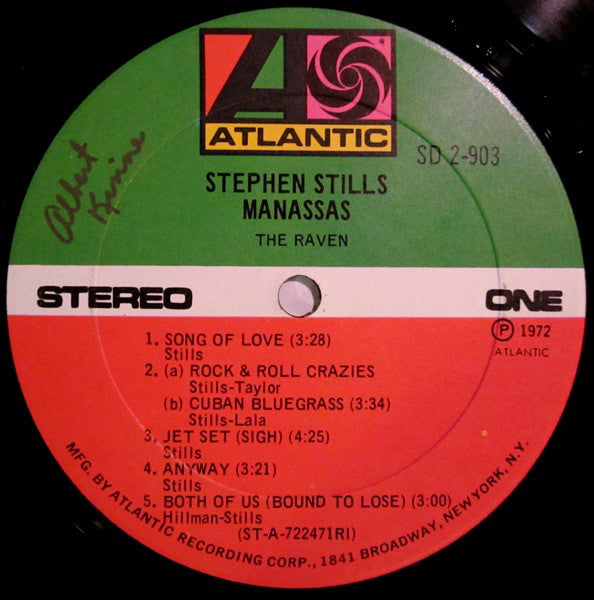 ATLANTIC
SD 2-903
STEPHEN STILLS
MANASSAS
THE RAVEN
Albert
STEREO
ONE
Ⓟ 1972
ATLANTIC
1. SONG OF LOVE (3:28)
Stills
2. (a) ROCK & ROLL CRAZIES
Stills-Taylor
(b) CUBAN BLUEGRASS (3:34)
Stills-Lala
3. JET SET (SIGH) (4:25)
Stills
4. ANYWAY (3:21)
Stills
5. BOTH OF US (BOUND TO LOSE) (3:00)
Hillman-Stills
(ST-A-722471RI)
MFG. BY ATLANTIC RECORDING CORP., 1841 BROADWAY, NEW YORK, N.Y.